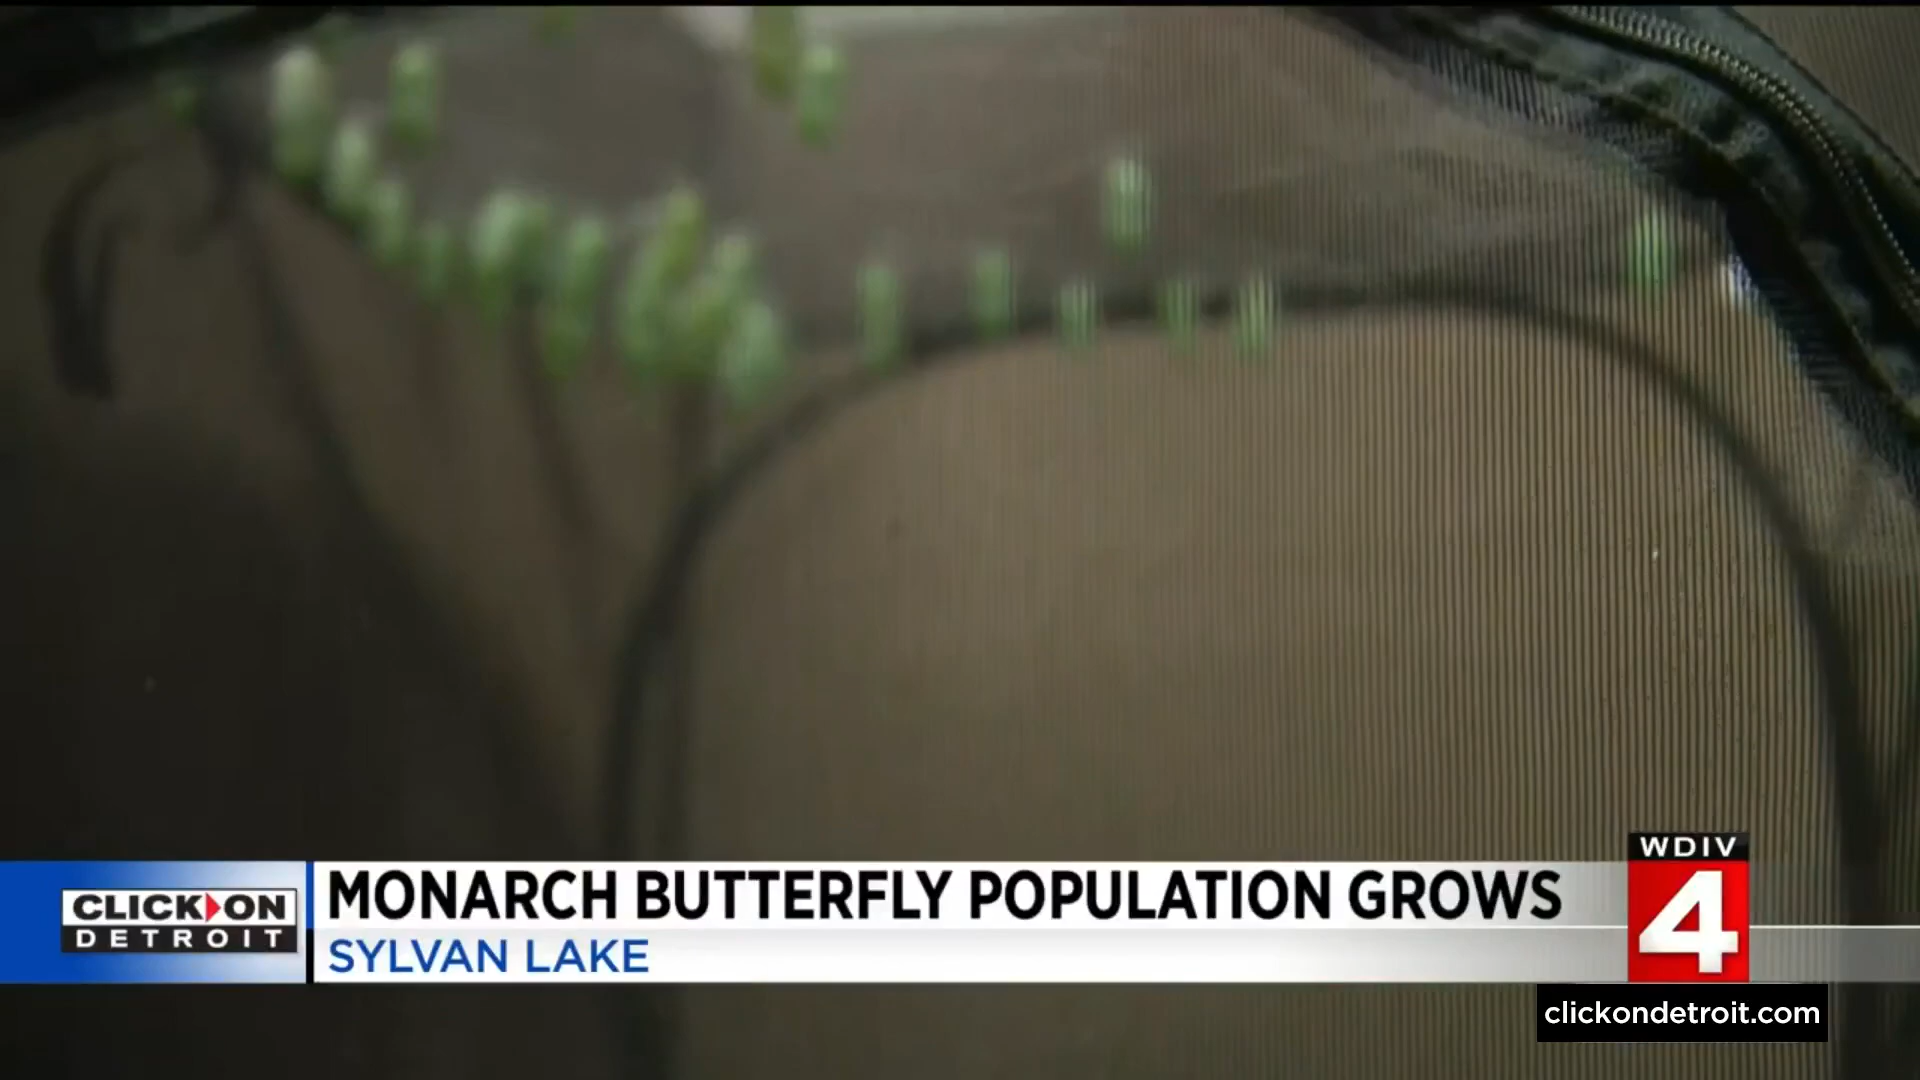 WDIV
4
CLICK ON
DETROIT
MONARCH BUTTERFLY POPULATION GROWS
SYLVAN LAKE
clickondetroit.com